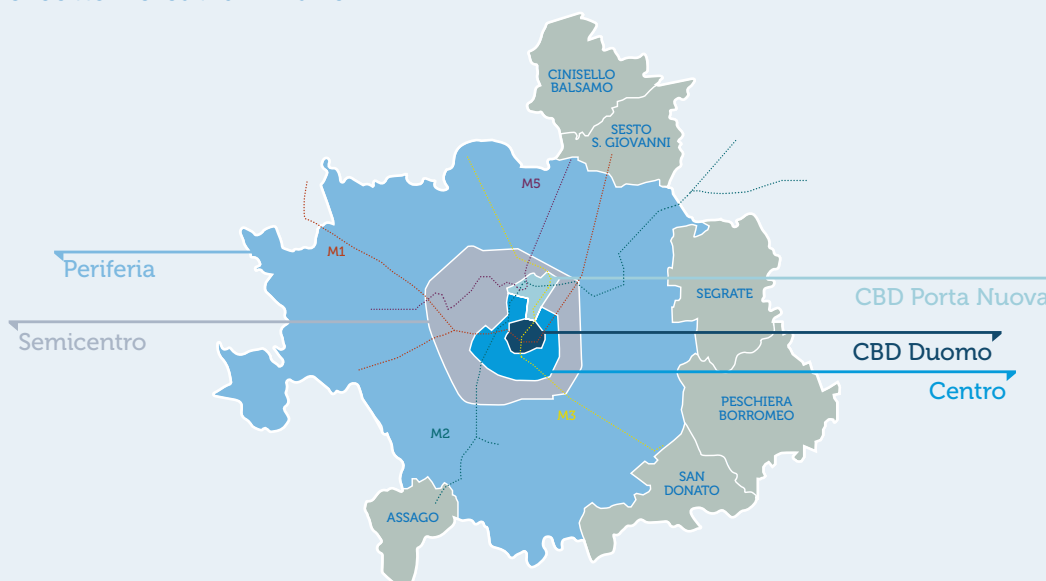 CINISELLO
BALSAMO
SESTO
S. GIOVANNI
M5
M1
Periferia
SEGRATE
CBD Porta Nuova
Semicentro
CBD Duomo
Centro
PESCHIERA
BORROMEO
M3
M2
SAN
DONATO
ASSAGO